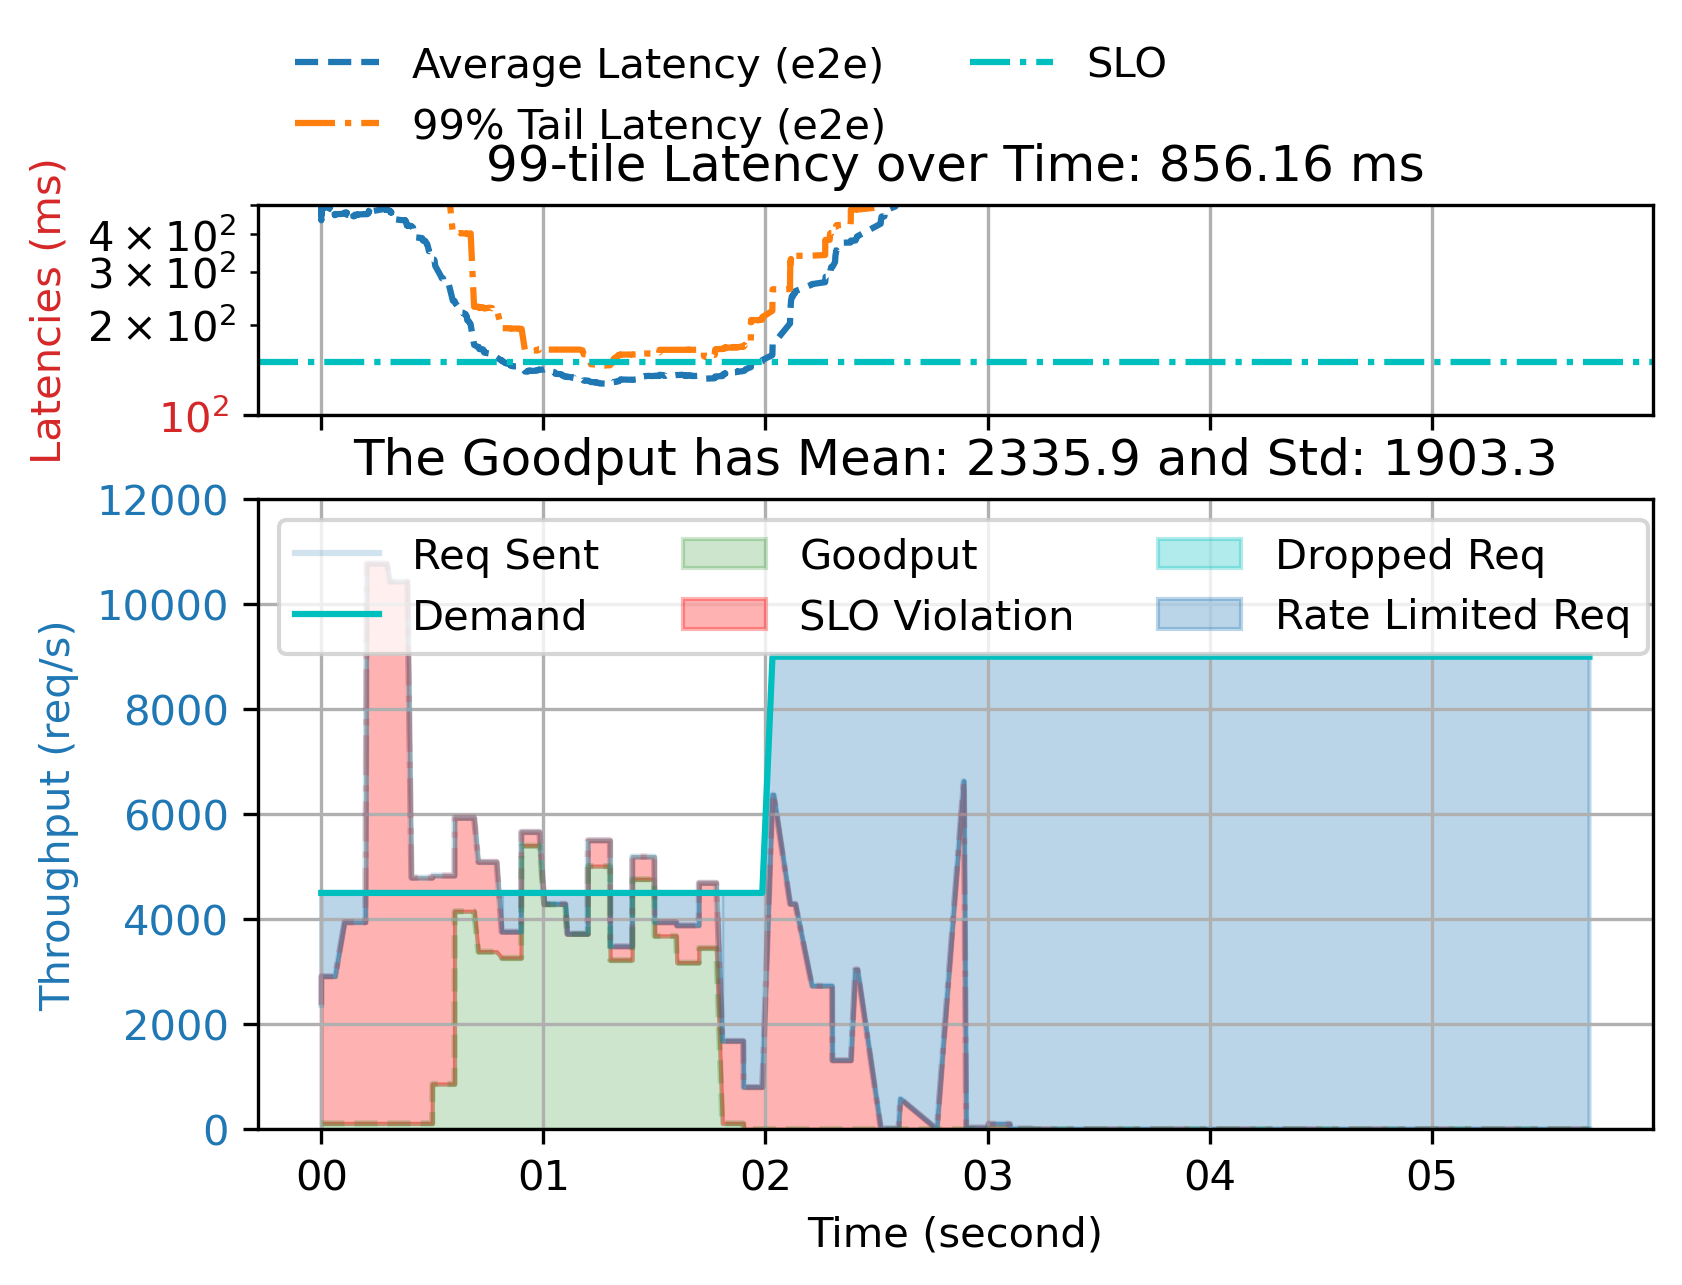 Average Latency (e2e) SLO
99% Tail Latency (e2e)
99-tile Latency over Time: 856.16 ms
Latencies (ms)
4 × 10²
3 × 10²
2 × 10²
10²
The Goodput has Mean: 2335.9 and Std: 1903.3
Throughput (req/s)
12000
10000
8000
6000
4000
2000
0
Req Sent Goodput Dropped Req
Demand SLO Violation Rate Limited Req
00 01 02 03 04 05
Time (second)